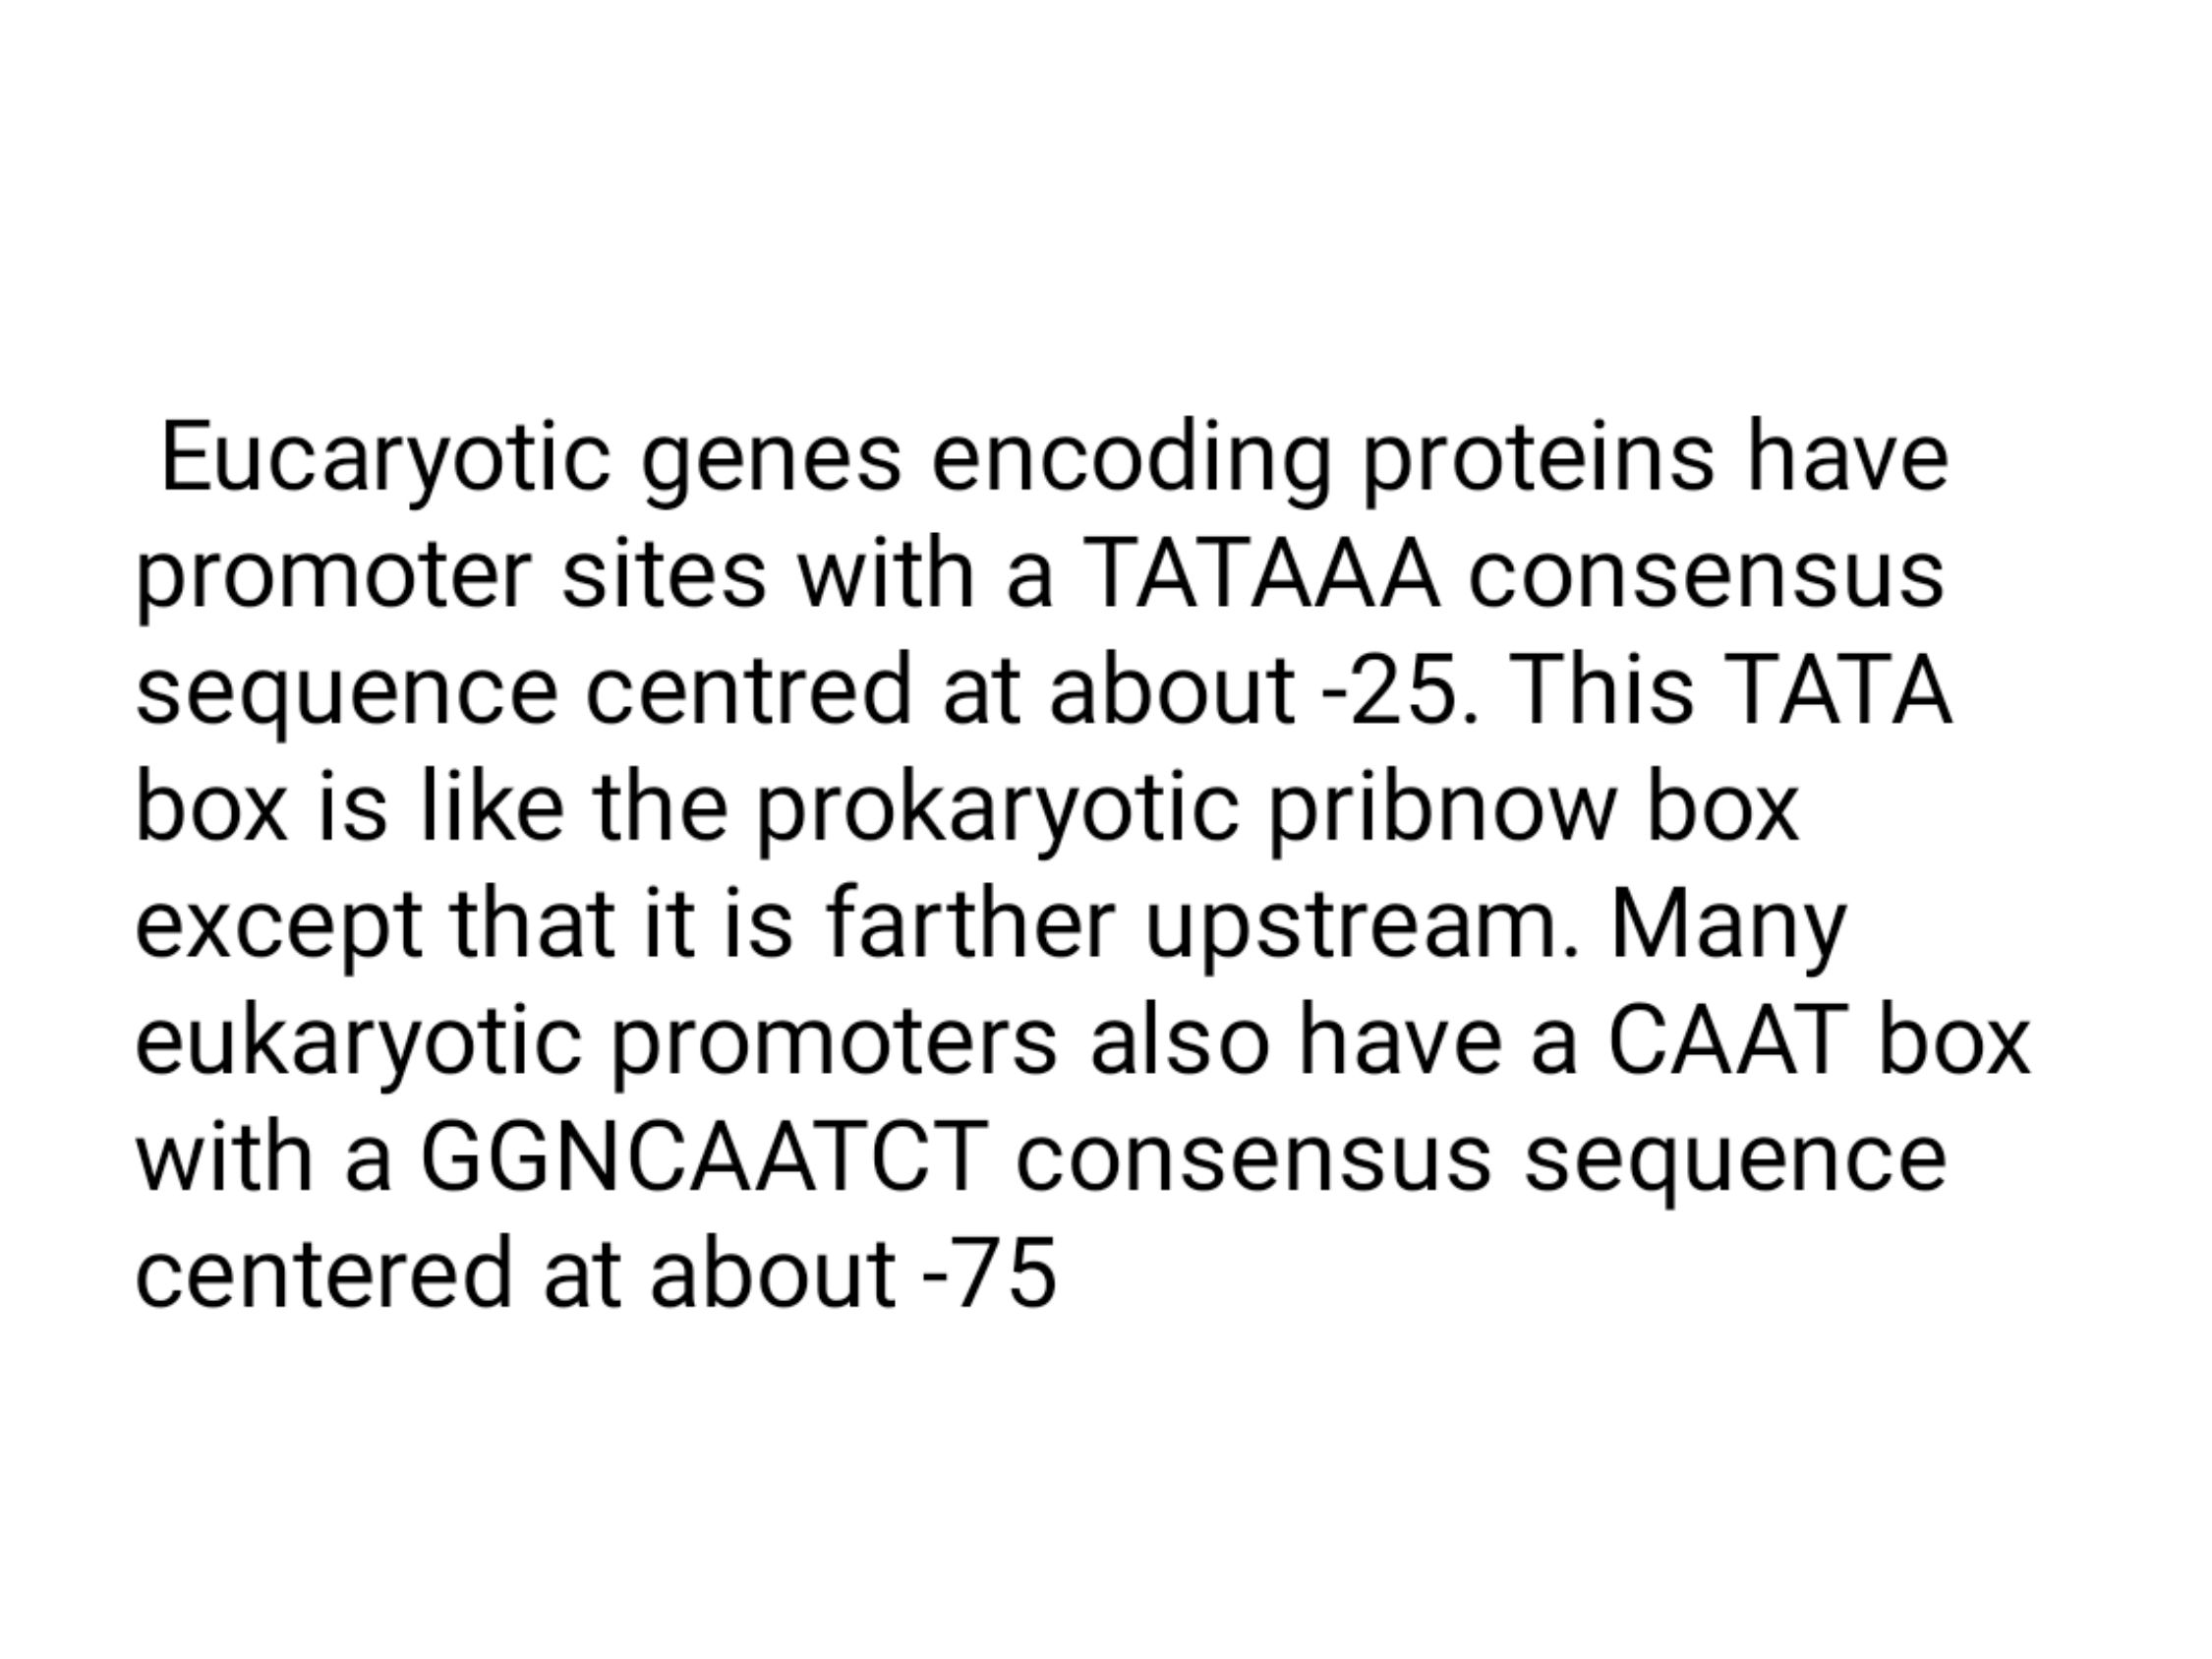 Eucaryotic genes encoding proteins have
promoter sites with a TATAAA consensus
sequence centred at about -25. This TATA
box is like the prokaryotic pribnow box
except that it is farther upstream. Many
eukaryotic promoters also have a CAAT box
with a GGNCAATCT consensus sequence
centered at about -75